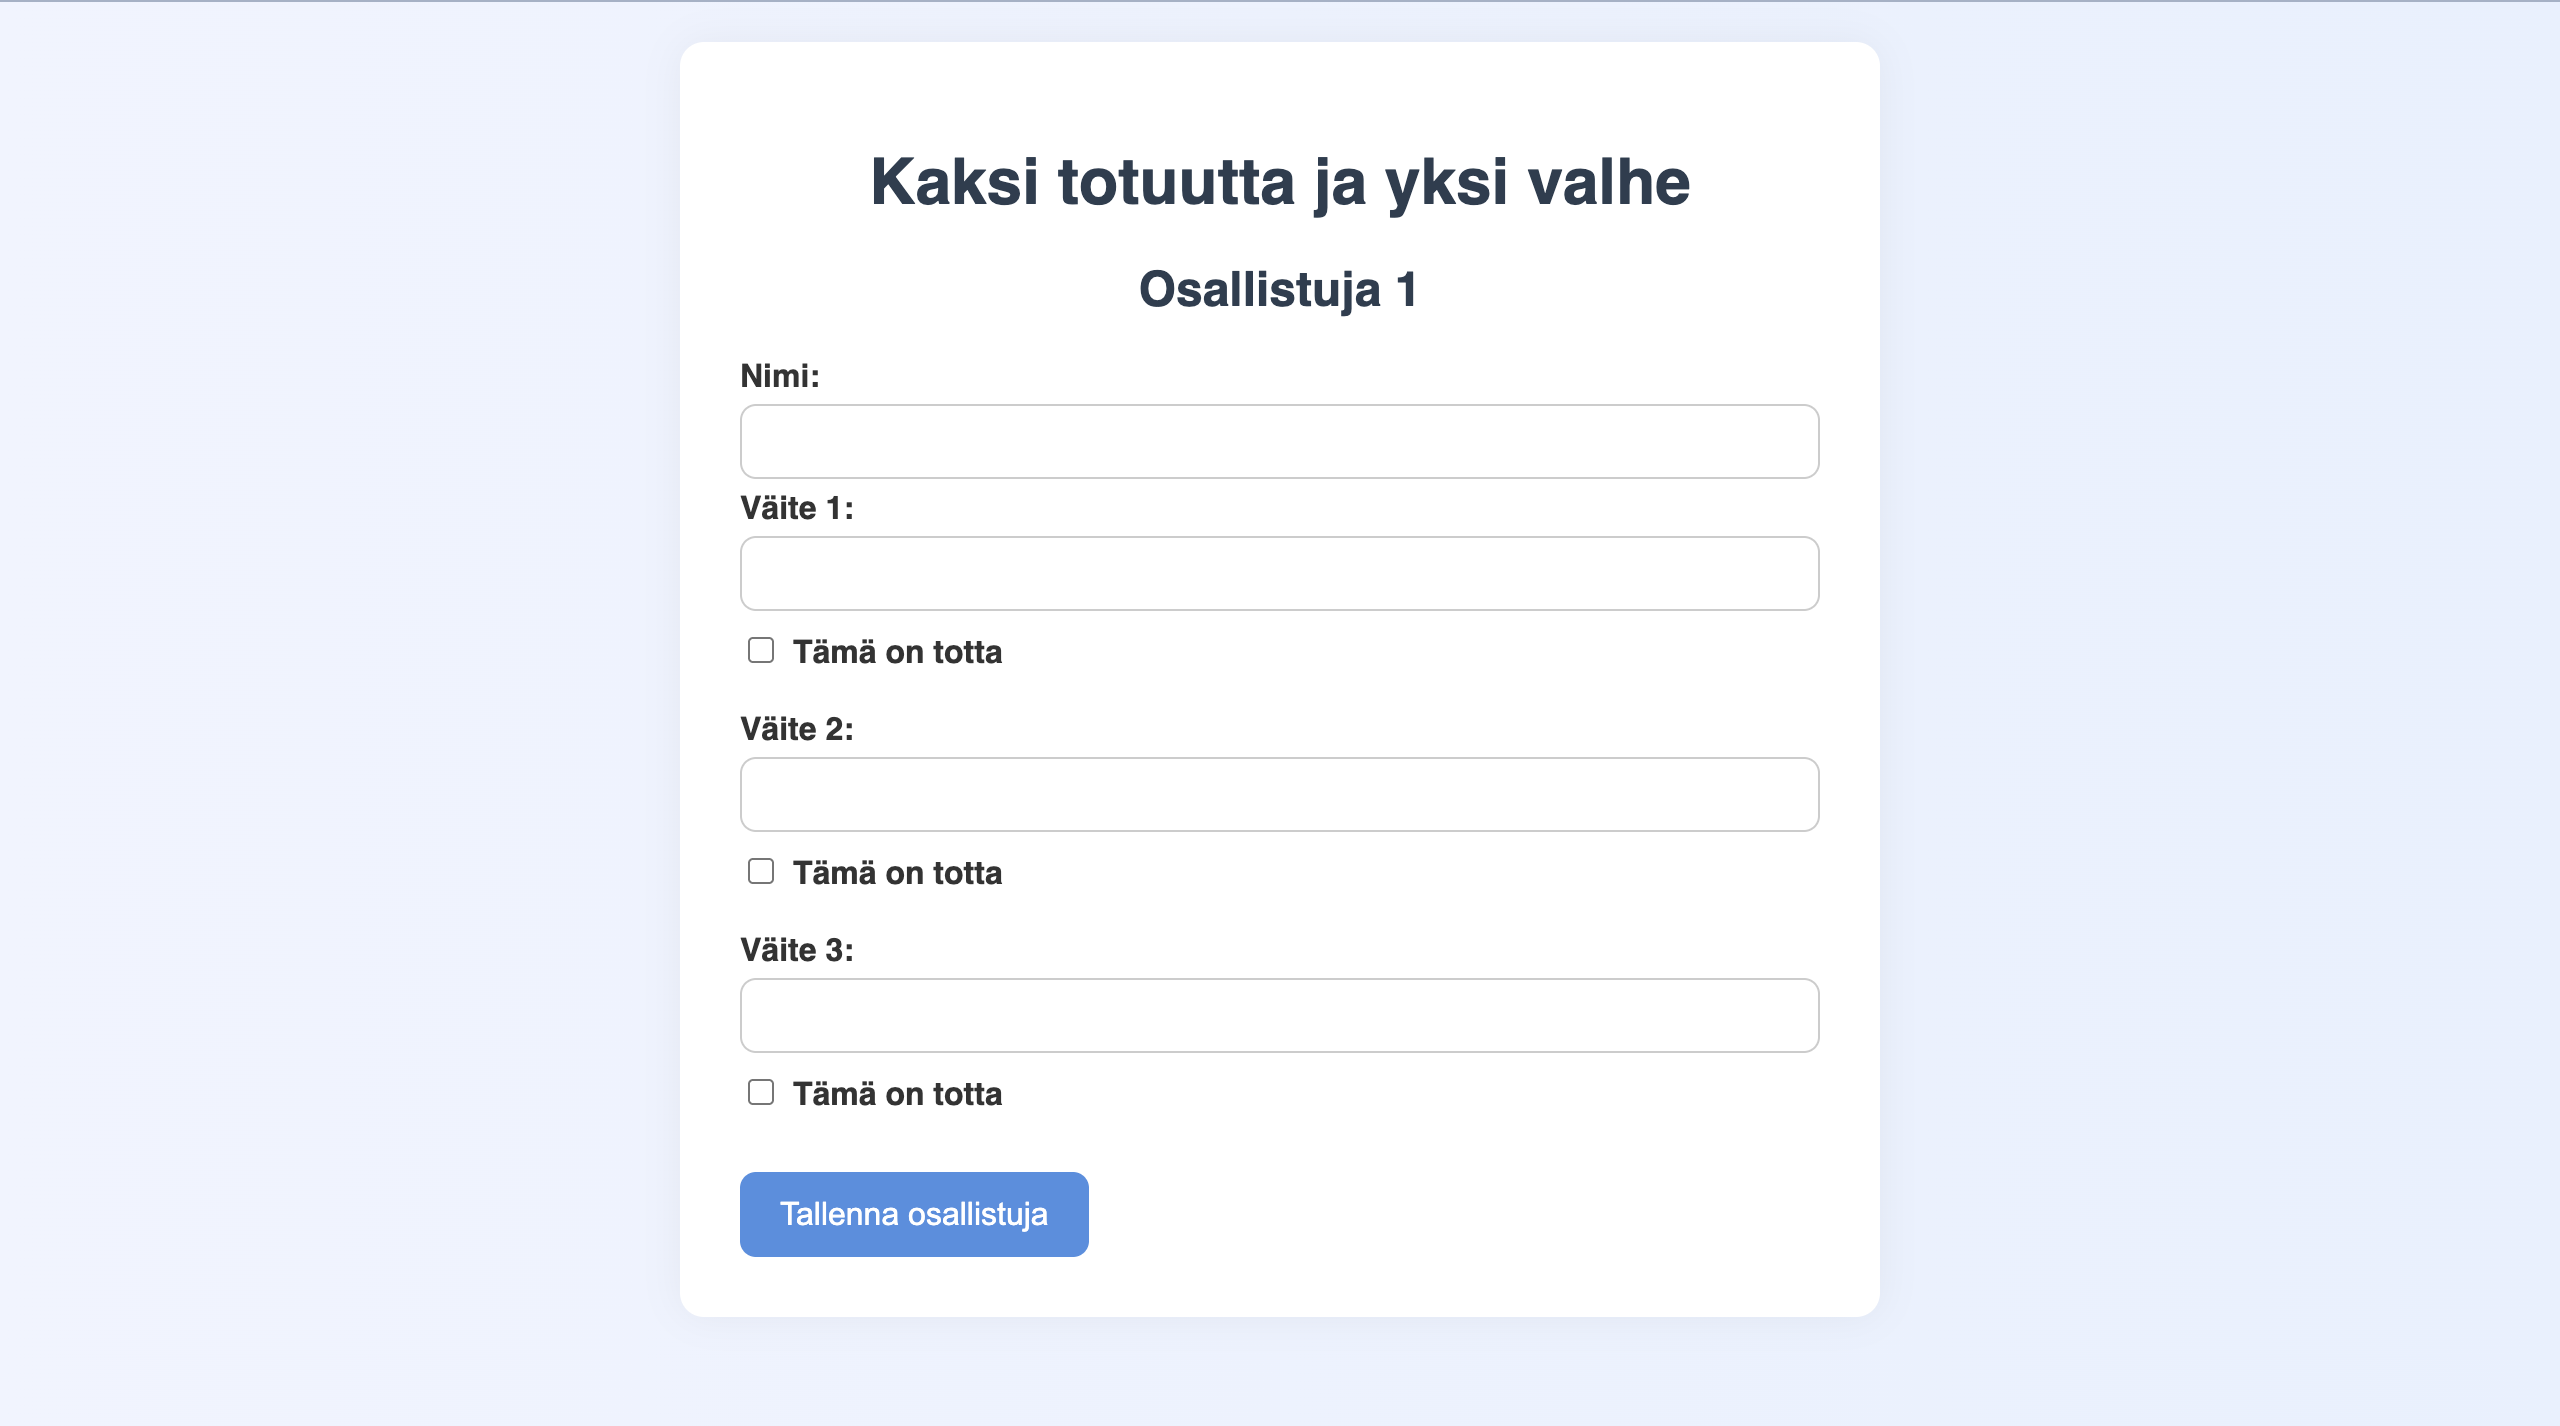 Kaksi totuutta ja yksi valhe
Osallistuja 1
Nimi:
Väite 1:
Tämä on totta
Väite 2:
Tämä on totta
Väite 3:
Tämä on totta
Tallenna osallistuja